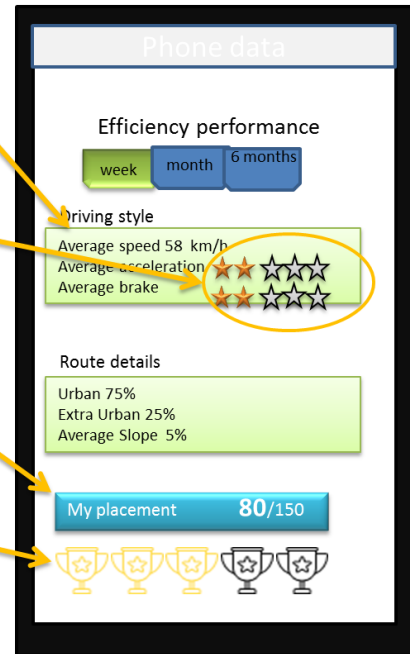 Phone data
Efficiency performance
week
month
6 months
Driving style
Average speed 58 km/h
Average acceleration
Average brake
Route details
Urban 75%
Extra Urban 25%
Average Slope 5%
My placement 80/150